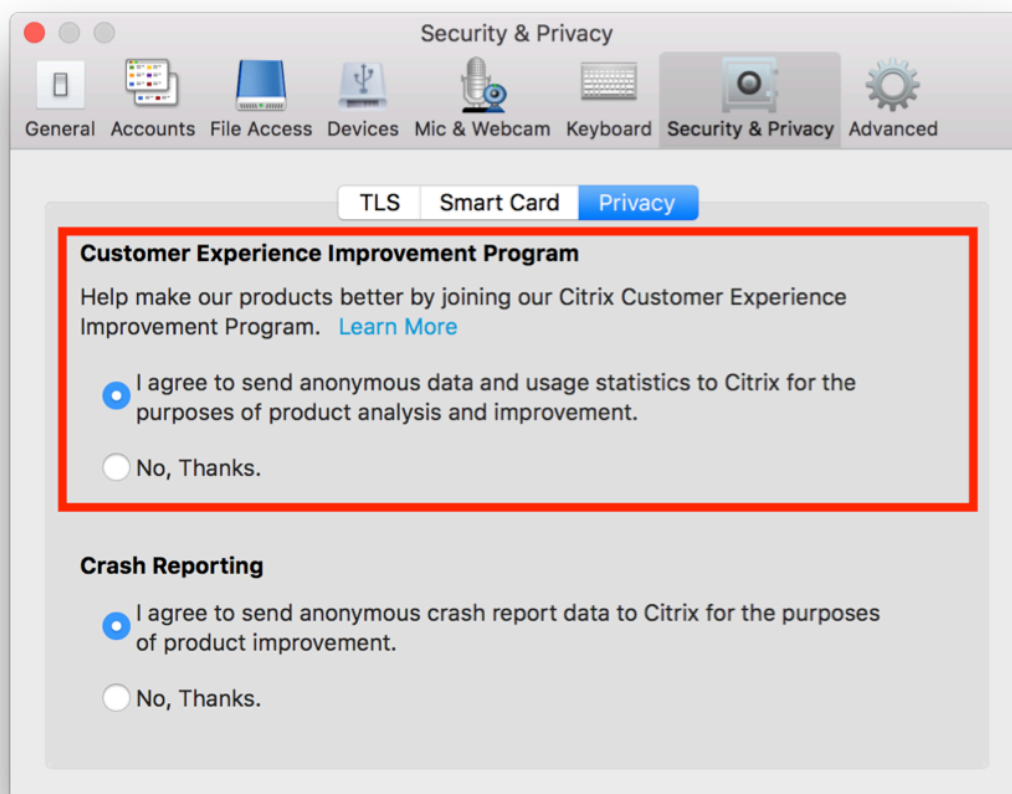 Security & Privacy
General Accounts File Access Devices Mic & Webcam Keyboard Security & Privacy Advanced
TLS Smart Card Privacy
Customer Experience Improvement Program
Help make our products better by joining our Citrix Customer Experience
Improvement Program. Learn More
I agree to send anonymous data and usage statistics to Citrix for the
purposes of product analysis and improvement.
No, Thanks.
Crash Reporting
I agree to send anonymous crash report data to Citrix for the purposes
of product improvement.
No, Thanks.